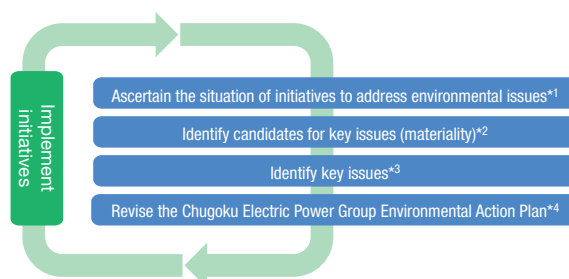 Implement
initiatives
Ascertain the situation of initiatives to address environmental issues*1
Identify candidates for key issues (materiality)*2
Identify key issues*3
Revise the Chugoku Electric Power Group Environmental Action Plan*4